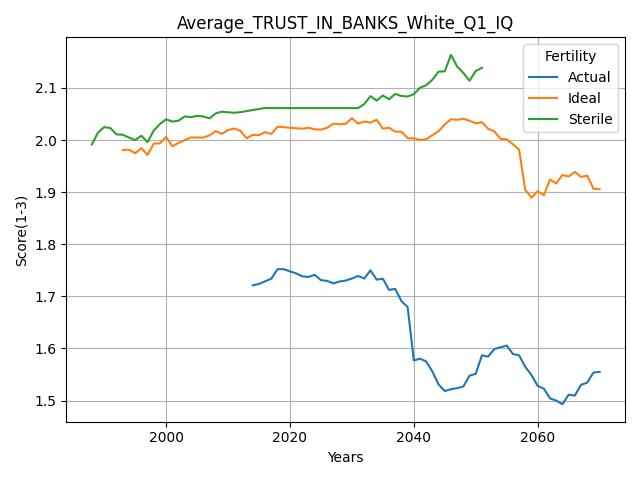 Average_TRUST_IN_BANKS_White_Q1_IQ
Fertility
Actual
Ideal
Sterile
Score(1-3)
2.1
2.0
1.9
1.8
1.7
1.6
1.5
2000 2020 2040 2060
Years